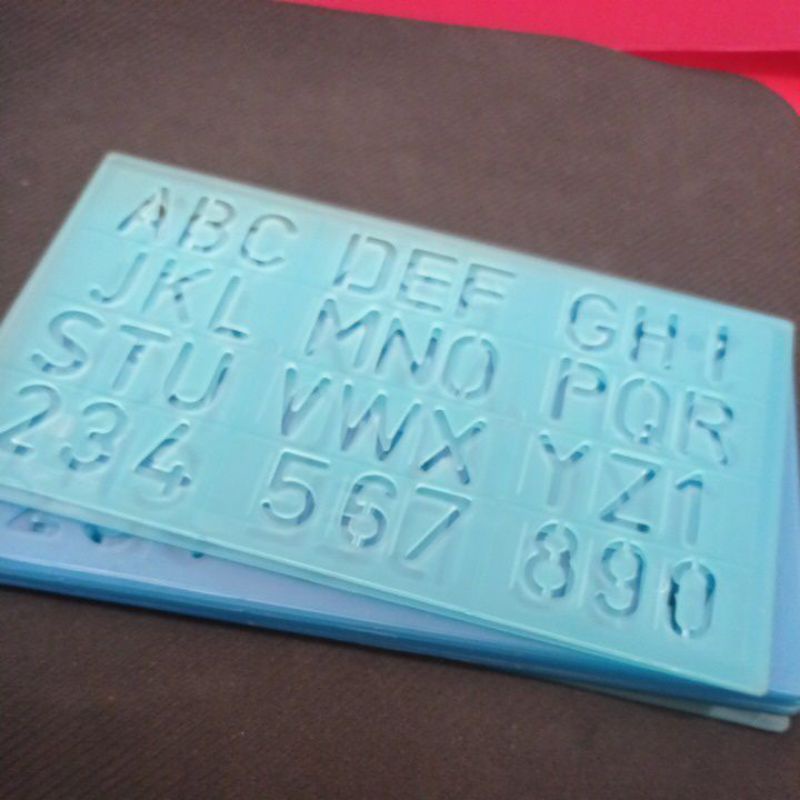 ABC DEF GHI
JKL MNO PQR
STU VWX YZ1
234 567 890